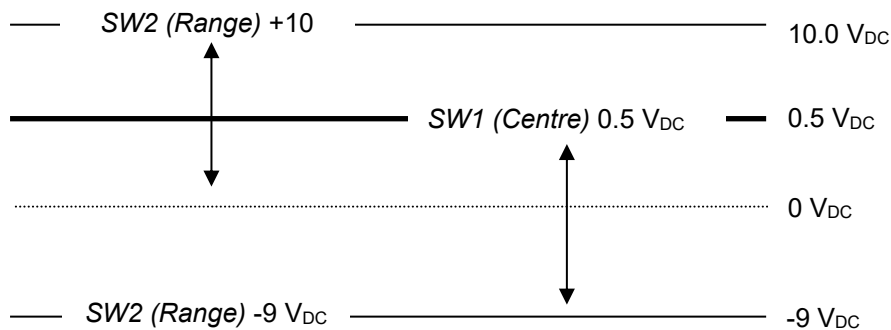 SW2 (Range) +10 10.0 VDC
SW1 (Centre) 0.5 VDC 0.5 VDC
0 VDC
SW2 (Range) -9 VDC -9 VDC